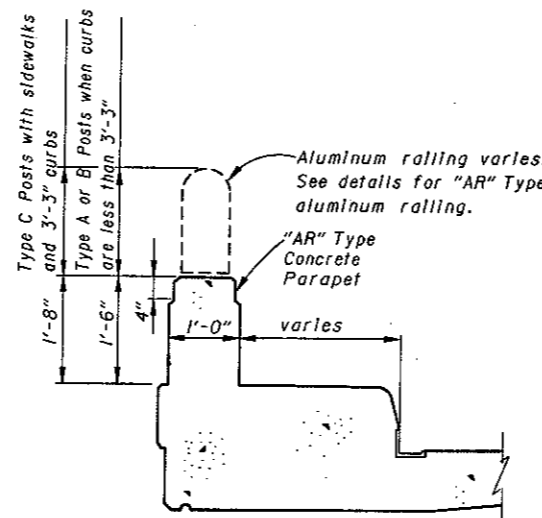 Type C Posts with sidewalks
and 3'-3" curbs
Type A or B Posts when curbs
are less than 3'-3"
Aluminum railing varies.
See details for "AR" Type
aluminum railing.
"AR" Type
Concrete
Parapet
1'-8"
1'-6"
4"
1'-0"
varies